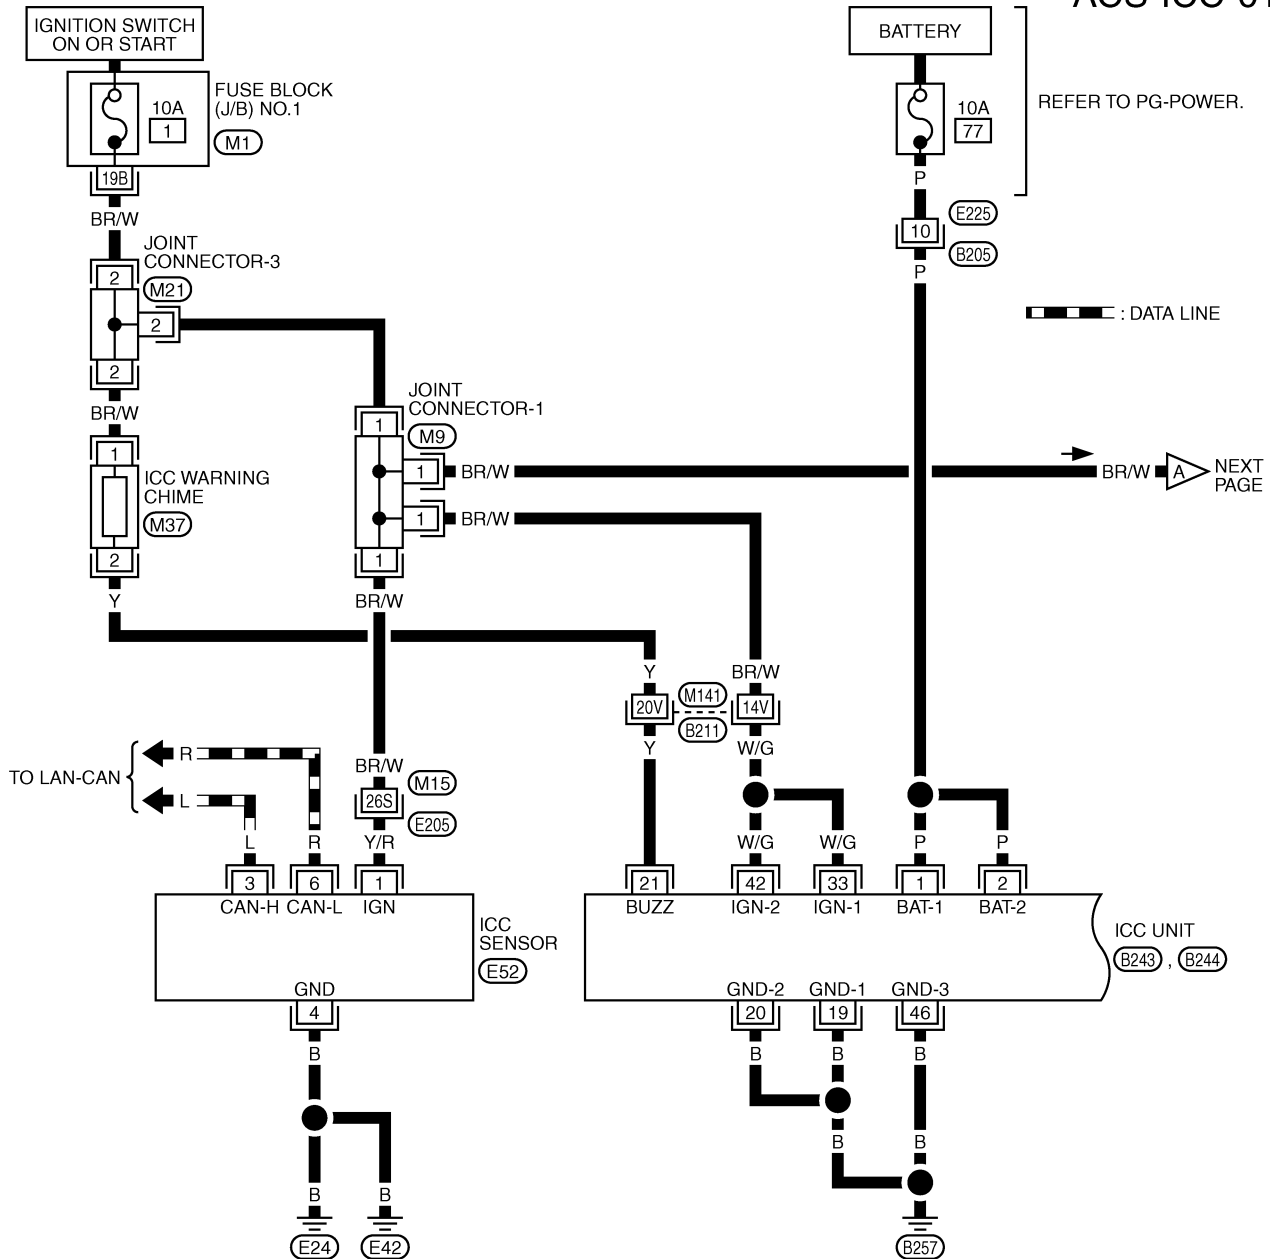 ACS-ICC-01
IGNITION SWITCH
ON OR START
BATTERY
FUSE BLOCK
(J/B) NO.1
10A
1
M1
10A
77
REFER TO PG-POWER.
19B
P
BR/W
E225
10
B205
P
JOINT
CONNECTOR-3
2
M21
2
: DATA LINE
2
BR/W
JOINT
CONNECTOR-1
1
M9
1
ICC WARNING
CHIME
M37
1
BR/W
BR/W
A
NEXT
PAGE
1
BR/W
2
1
Y
BR/W
Y
BR/W
M141
20V
14V
B211
Y
W/G
TO LAN-CAN
R
L
BR/W
M15
26S
E205
L
R
Y/R
W/G
W/G
P
P
3
6
1
21
42
33
1
2
CAN-H
CAN-L
IGN
BUZZ
IGN-2
IGN-1
BAT-1
BAT-2
ICC
SENSOR
E52
ICC UNIT
B243 , B244
GND
GND-2
GND-1
GND-3
4
20
19
46
B
B
B
B
B
B
B
B
E24
E42
B257